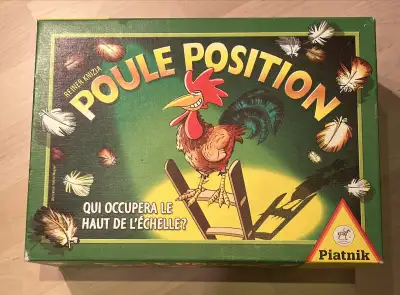 REINER KNIZIA
POULE POSITION
QUI OCCUPERA LE
HAUT DE L'ÉCHELLE?
Piatnik